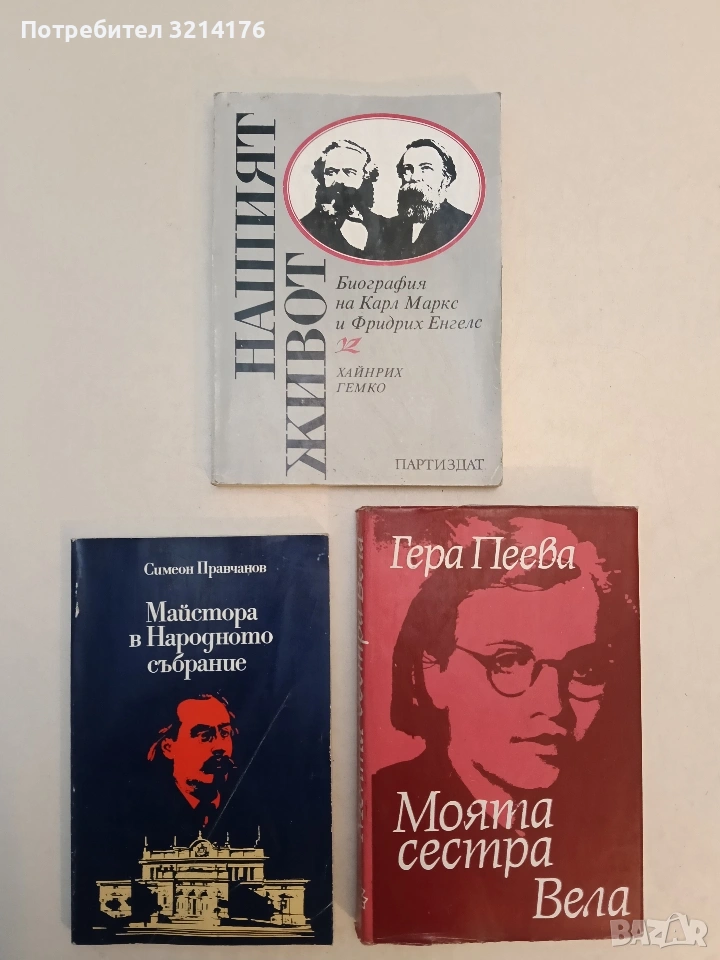 Потребител 3214176
НАШИЯТ
ЖИВОТ
Биография
на Карл Маркс
и Фридрих Енгелс
ХАЙНРИХ
ГЕМКО
ПАРТИЗДАТ
Симеон Правчанов
Майстора
в Народното
събрание
Гера Пеева
Моята
сестра
Вела
BAZAR